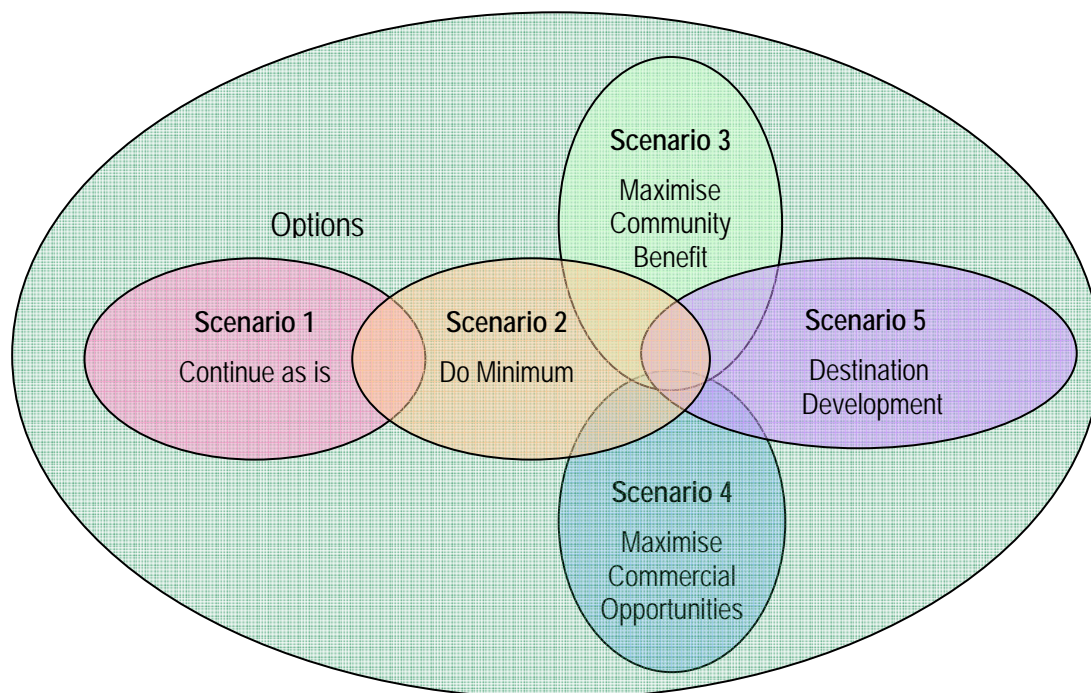 Options
Scenario 1
Continue as is
Scenario 2
Do Minimum
Scenario 3
Maximise
Community
Benefit
Scenario 4
Maximise
Commercial
Opportunities
Scenario 5
Destination
Development